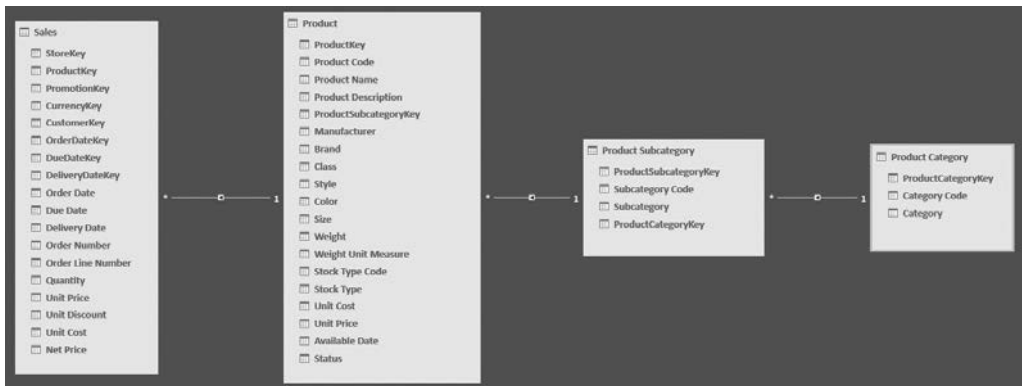 Sales
StoreKey
ProductKey
PromotionKey
CurrencyKey
CustomerKey
OrderDateKey
DueDateKey
DeliveryDateKey
Order Date
Due Date
Delivery Date
Order Number
Order Line Number
Quantity
Unit Price
Unit Discount
Unit Cost
Net Price
* 1
Product
ProductKey
Product Code
Product Name
Product Description
ProductSubcategoryKey
Manufacturer
Brand
Class
Style
Color
Size
Weight
Weight Unit Measure
Stock Type Code
Stock Type
Unit Cost
Unit Price
Available Date
Status
* 1
Product Subcategory
ProductSubcategoryKey
Subcategory Code
Subcategory
ProductCategoryKey
* 1
Product Category
ProductCategoryKey
Category Code
Category